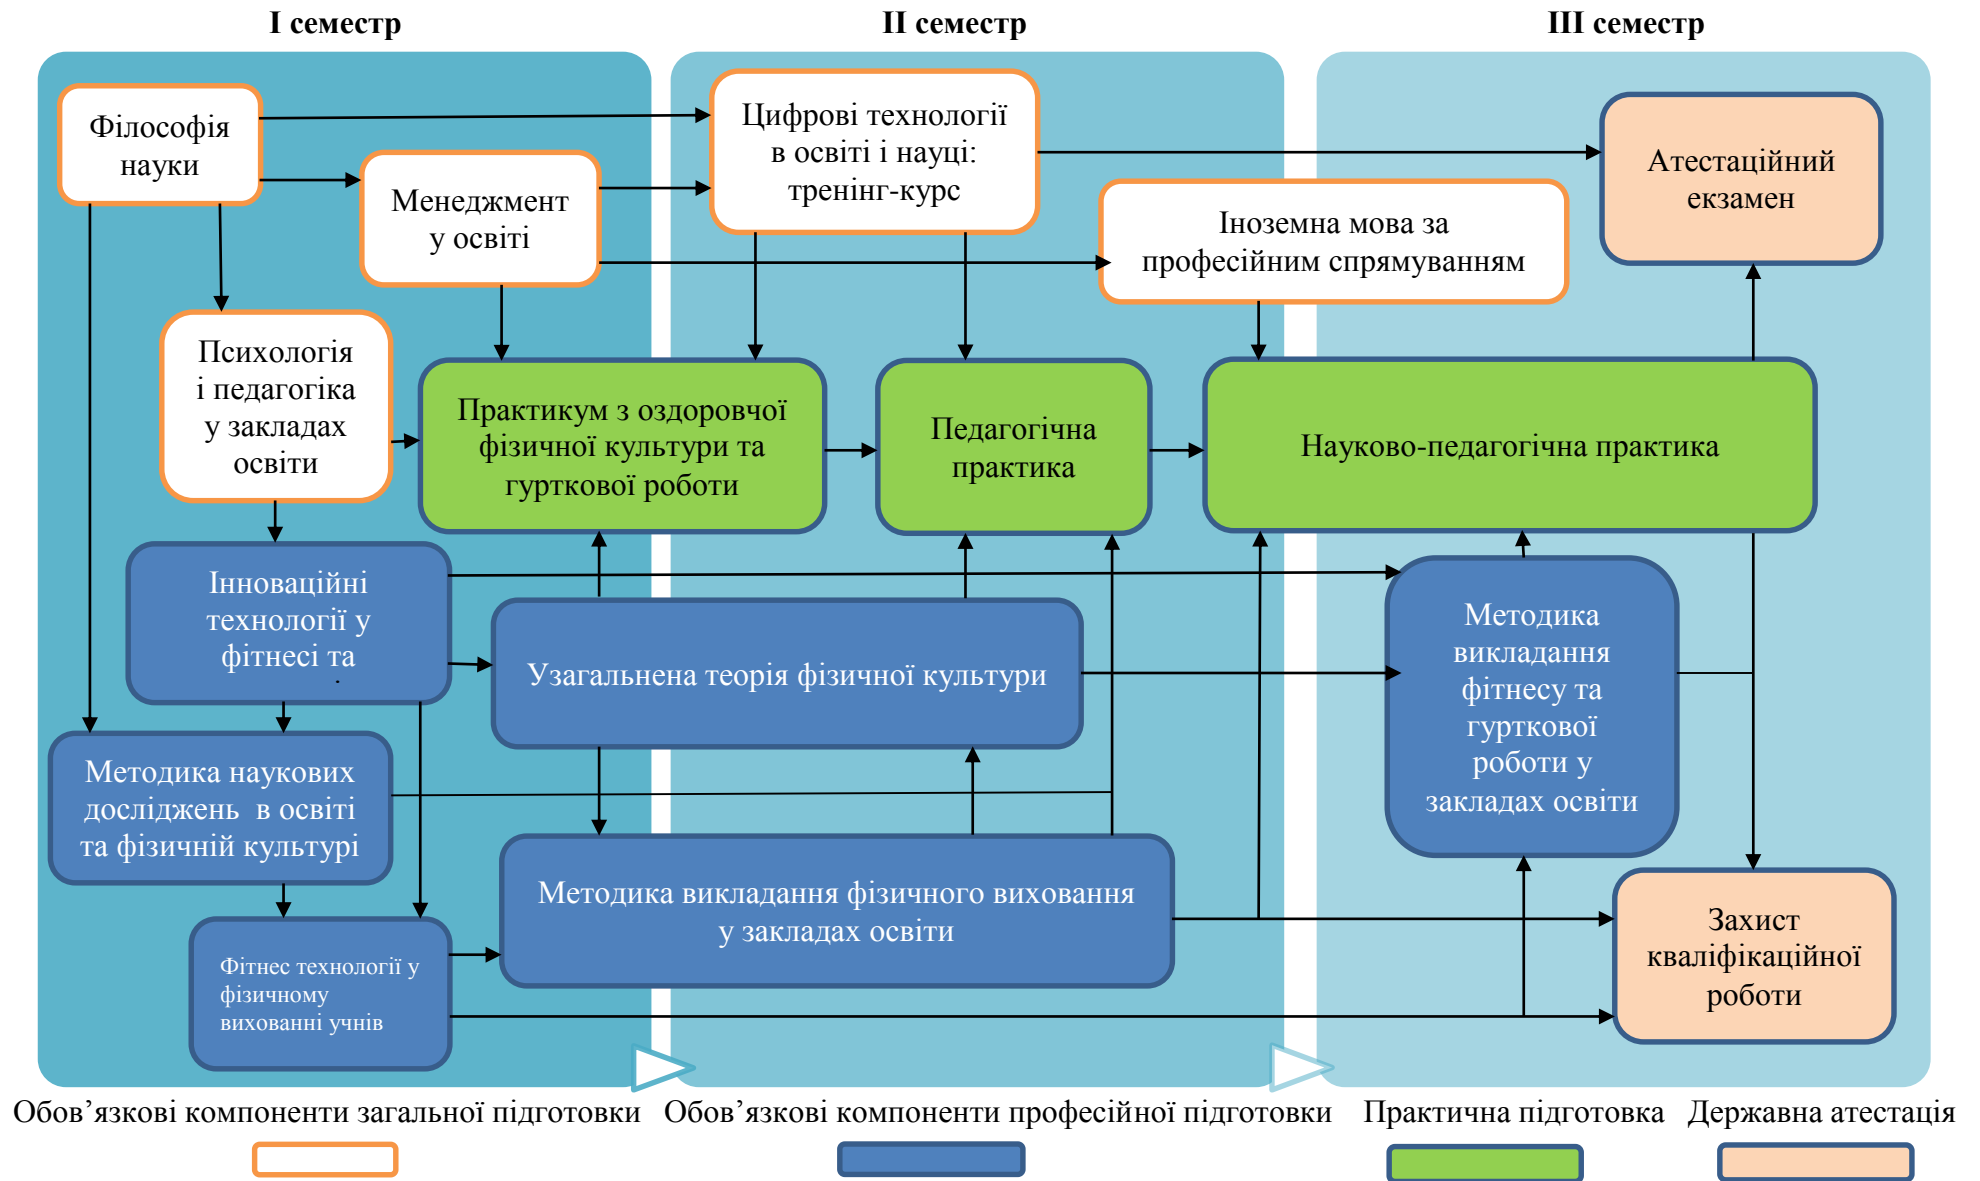 І семестр
ІІ семестр
ІІІ семестр
Філософія
науки
Менеджмент
у освіті
Цифрові технології
в освіті і науці:
тренінг-курс
Іноземна мова за
професійним спрямуванням
Атестаційний
екзамен
Психологія
і педагогіка
у закладах
освіти
Практикум з оздоровчої
фізичної культури та
гурткової роботи
Педагогічна
практика
Науково-педагогічна практика
Інноваційні
технології у
фітнесі та
Узагальнена теорія фізичної культури
Методика
викладання
фітнесу та
гурткової
роботи у
закладах освіти
Методика наукових
досліджень в освіті
та фізичній культурі
Методика викладання фізичного виховання
у закладах освіти
Фітнес технології у
фізичному
вихованні учнів
Захист
кваліфікаційної
роботи
Обов’язкові компоненти загальної підготовки
Обов’язкові компоненти професійної підготовки
Практична підготовка
Державна атестація